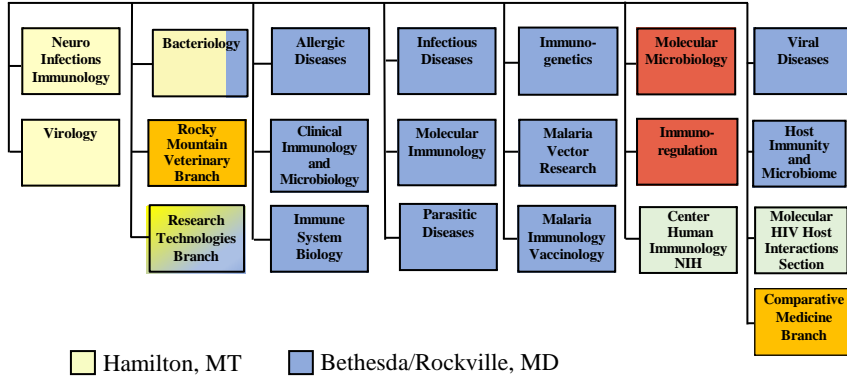 Neuro
Infections
Immunology
Bacteriology
Allergic
Diseases
Infectious
Diseases
Immuno-
genetics
Molecular
Microbiology
Viral
Diseases
Virology
Rocky
Mountain
Veterinary
Branch
Clinical
Immunology
and
Microbiology
Molecular
Immunology
Malaria
Vector
Research
Immuno-
regulation
Host
Immunity
and
Microbiome
Research
Technologies
Branch
Immune
System
Biology
Parasitic
Diseases
Malaria
Immunology
Vaccinology
Center
Human
Immunology
NIH
Molecular
HIV Host
Interactions
Section
Comparative
Medicine
Branch
Hamilton, MT
Bethesda/Rockville, MD